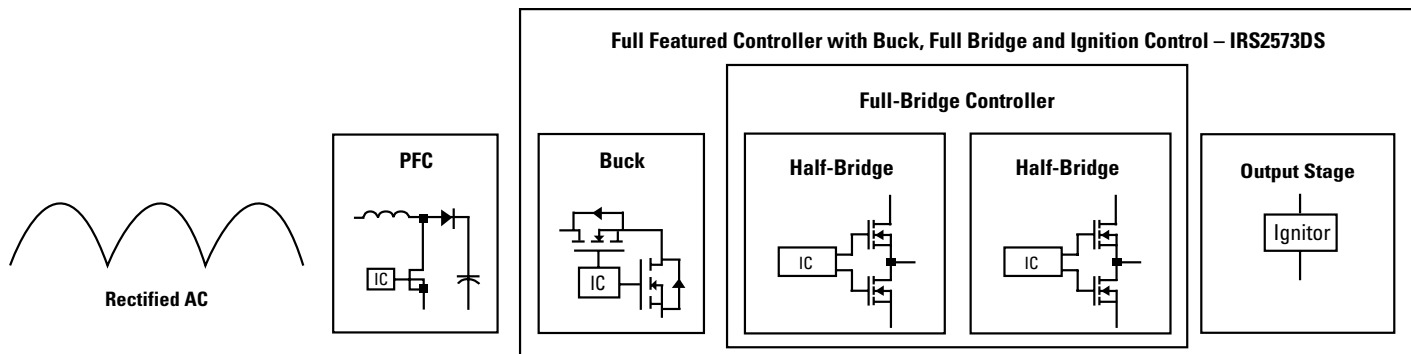 Full Featured Controller with Buck, Full Bridge and Ignition Control – IRS2573DS
Full-Bridge Controller
PFC
Buck
Half-Bridge
Half-Bridge
Output Stage
Ignitor
IC
IC
IC
IC
Rectified AC